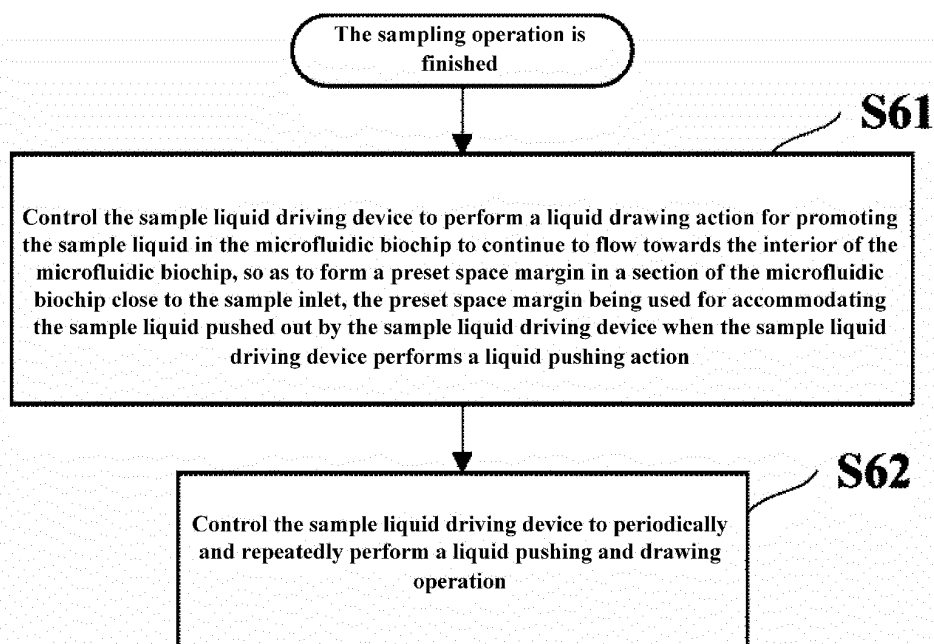 The sampling operation is
finished
S61
Control the sample liquid driving device to perform a liquid drawing action for promoting
the sample liquid in the microfluidic biochip to continue to flow towards the interior of the
microfluidic biochip, so as to form a preset space margin in a section of the microfluidic
biochip close to the sample inlet, the preset space margin being used for accommodating
the sample liquid pushed out by the sample liquid driving device when the sample liquid
driving device performs a liquid pushing action
S62
Control the sample liquid driving device to periodically
and repeatedly perform a liquid pushing and drawing
operation